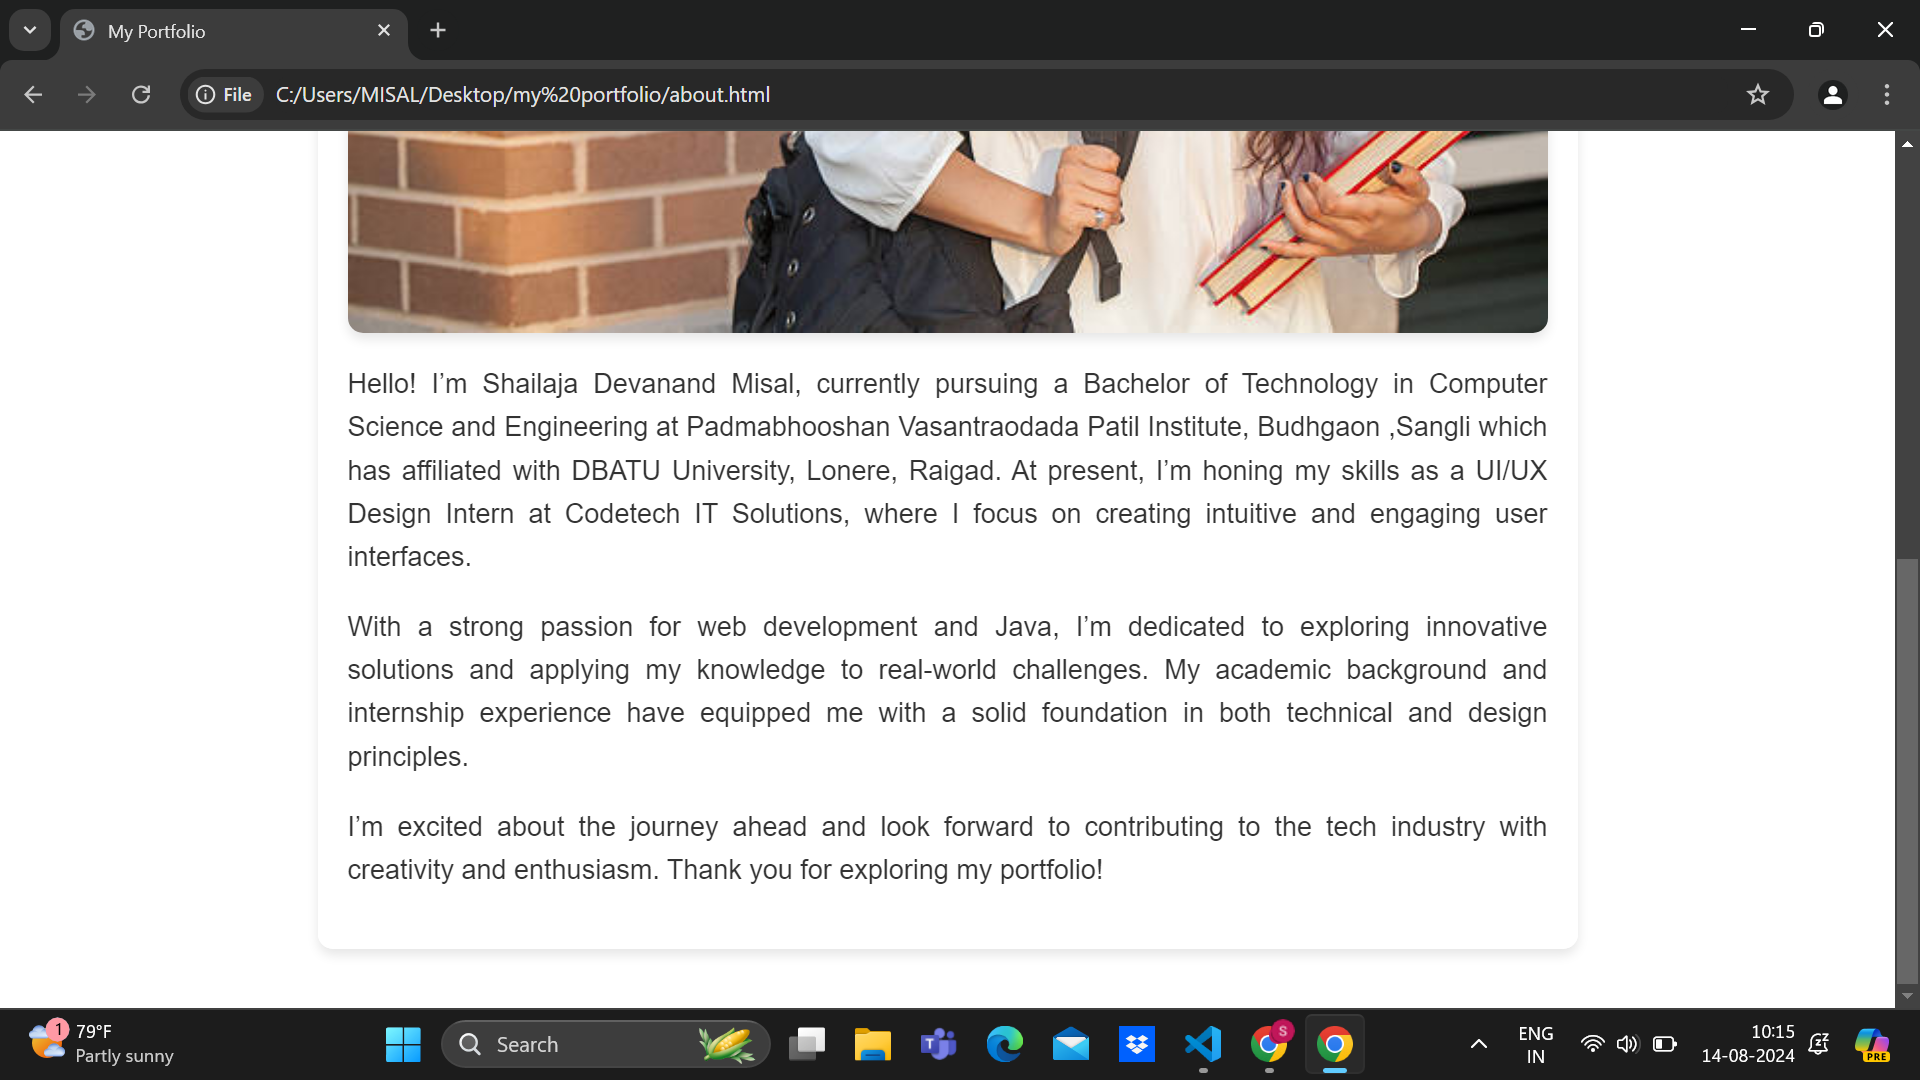 My Portfolio
File C:/Users/MISAL/Desktop/my%20portfolio/about.html
Hello! I’m Shailaja Devanand Misal, currently pursuing a Bachelor of Technology in Computer
Science and Engineering at Padmabhooshan Vasantraodada Patil Institute, Budhgaon ,Sangli which
has affiliated with DBATU University, Lonere, Raigad. At present, I’m honing my skills as a UI/UX
Design Intern at Codetech IT Solutions, where I focus on creating intuitive and engaging user
interfaces.
With a strong passion for web development and Java, I’m dedicated to exploring innovative
solutions and applying my knowledge to real-world challenges. My academic background and
internship experience have equipped me with a solid foundation in both technical and design
principles.
I’m excited about the journey ahead and look forward to contributing to the tech industry with
creativity and enthusiasm. Thank you for exploring my portfolio!
1 79°F
Partly sunny
Search
T
S
ENG
IN
10:15
14-08-2024
PRE